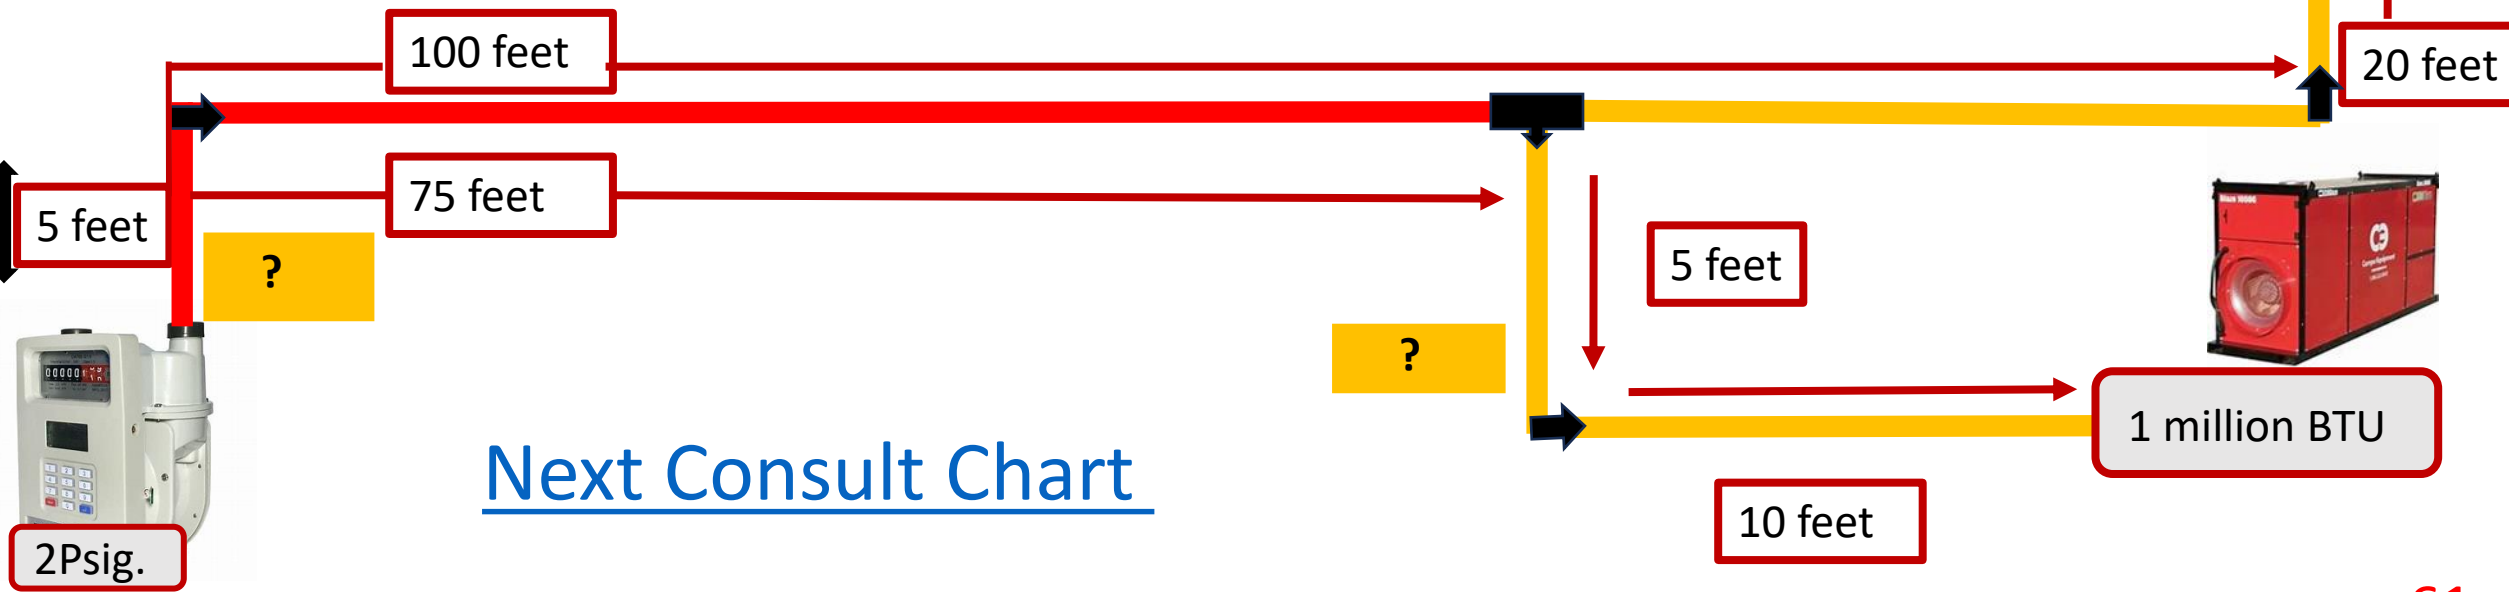 100 feet
20 feet
75 feet
5 feet
?
5 feet
?
1 million BTU
Next Consult Chart
10 feet
2Psig.